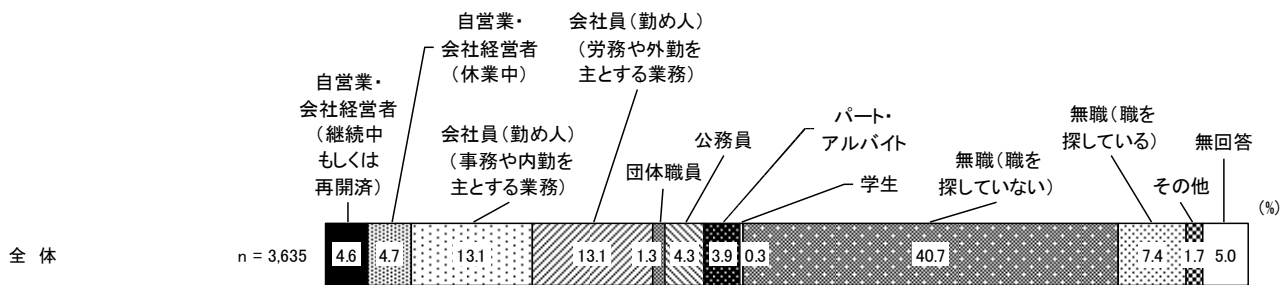 自営業・
会社経営者
（継続中
もしくは
再開済）
自営業・
会社経営者
（休業中）
会社員（勤め人）
（事務や内勤を
主とする業務）
会社員（勤め人）
（労務や外勤を
主とする業務）
団体職員
公務員
パート・
アルバイト
学生
無職（職を
探していない）
無職（職を
探している）
その他
無回答
(%)
全 体
n = 3,635
4.6
4.7
13.1
13.1
1.3
4.3
3.9
0.3
40.7
7.4
1.7
5.0